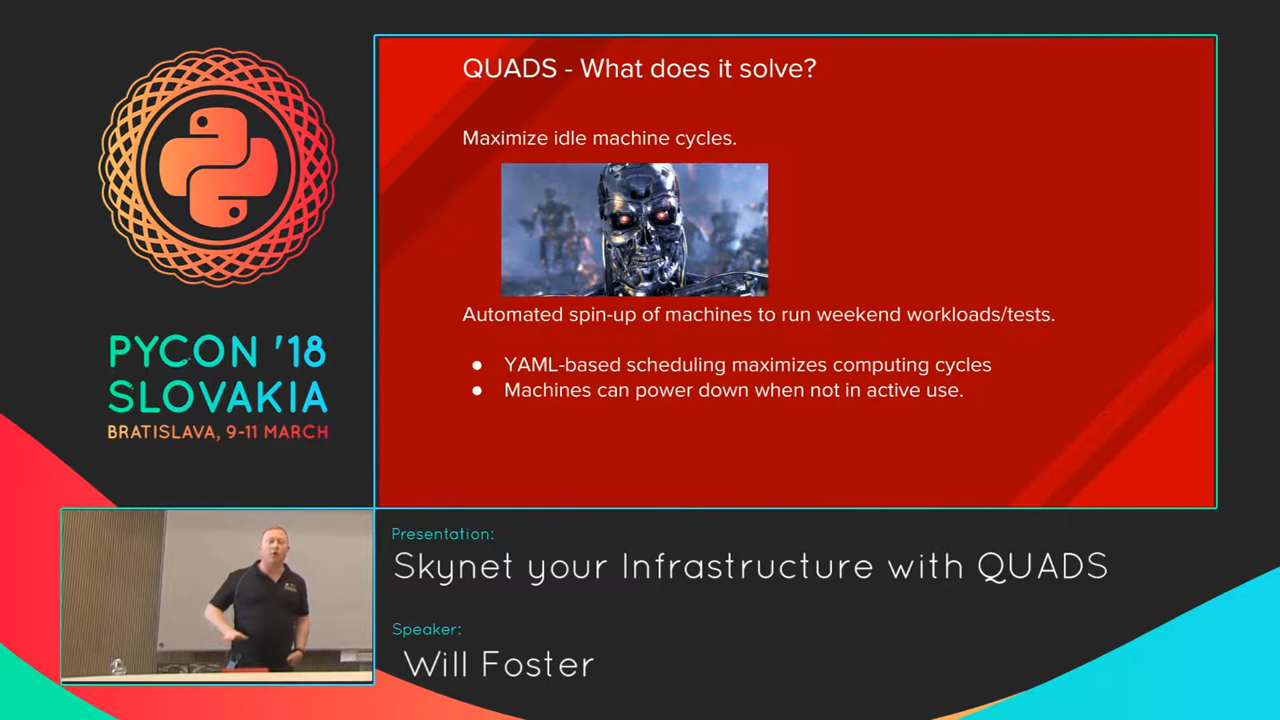 QUADS - What does it solve?
Maximize idle machine cycles.
Automated spin-up of machines to run weekend workloads/tests.
● YAML-based scheduling maximizes computing cycles
● Machines can power down when not in active use.
PYCON '18
SLOVAKIA
BRATISLAVA, 9-11 MARCH
Presentation:
Skynet your Infrastructure with QUADS
Speaker:
Will Foster